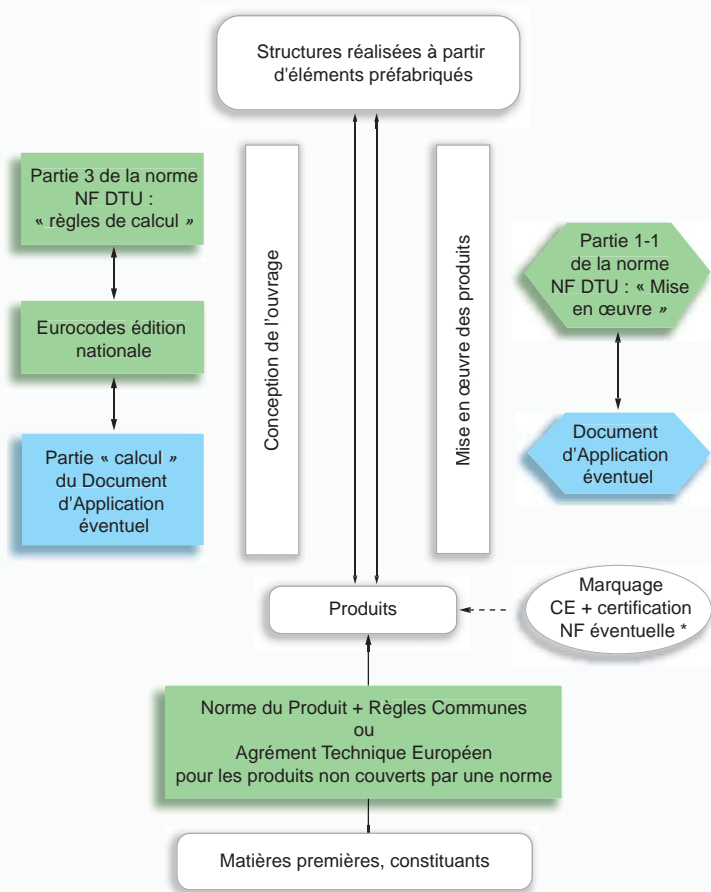 Structures réalisées à partir
d'éléments préfabriqués
Partie 3 de la norme
NF DTU :
« règles de calcul »
Eurocodes édition
nationale
Partie « calcul »
du Document
d'Application
éventuel
Conception de l'ouvrage
Mise en œuvre des produits
Partie 1-1
de la norme
NF DTU : « Mise
en œuvre »
Document
d'Application
éventuel
Produits
Marquage
CE + certification
NF éventuelle *
Norme du Produit + Règles Communes
ou
Agrément Technique Européen
pour les produits non couverts par une norme
Matières premières, constituants